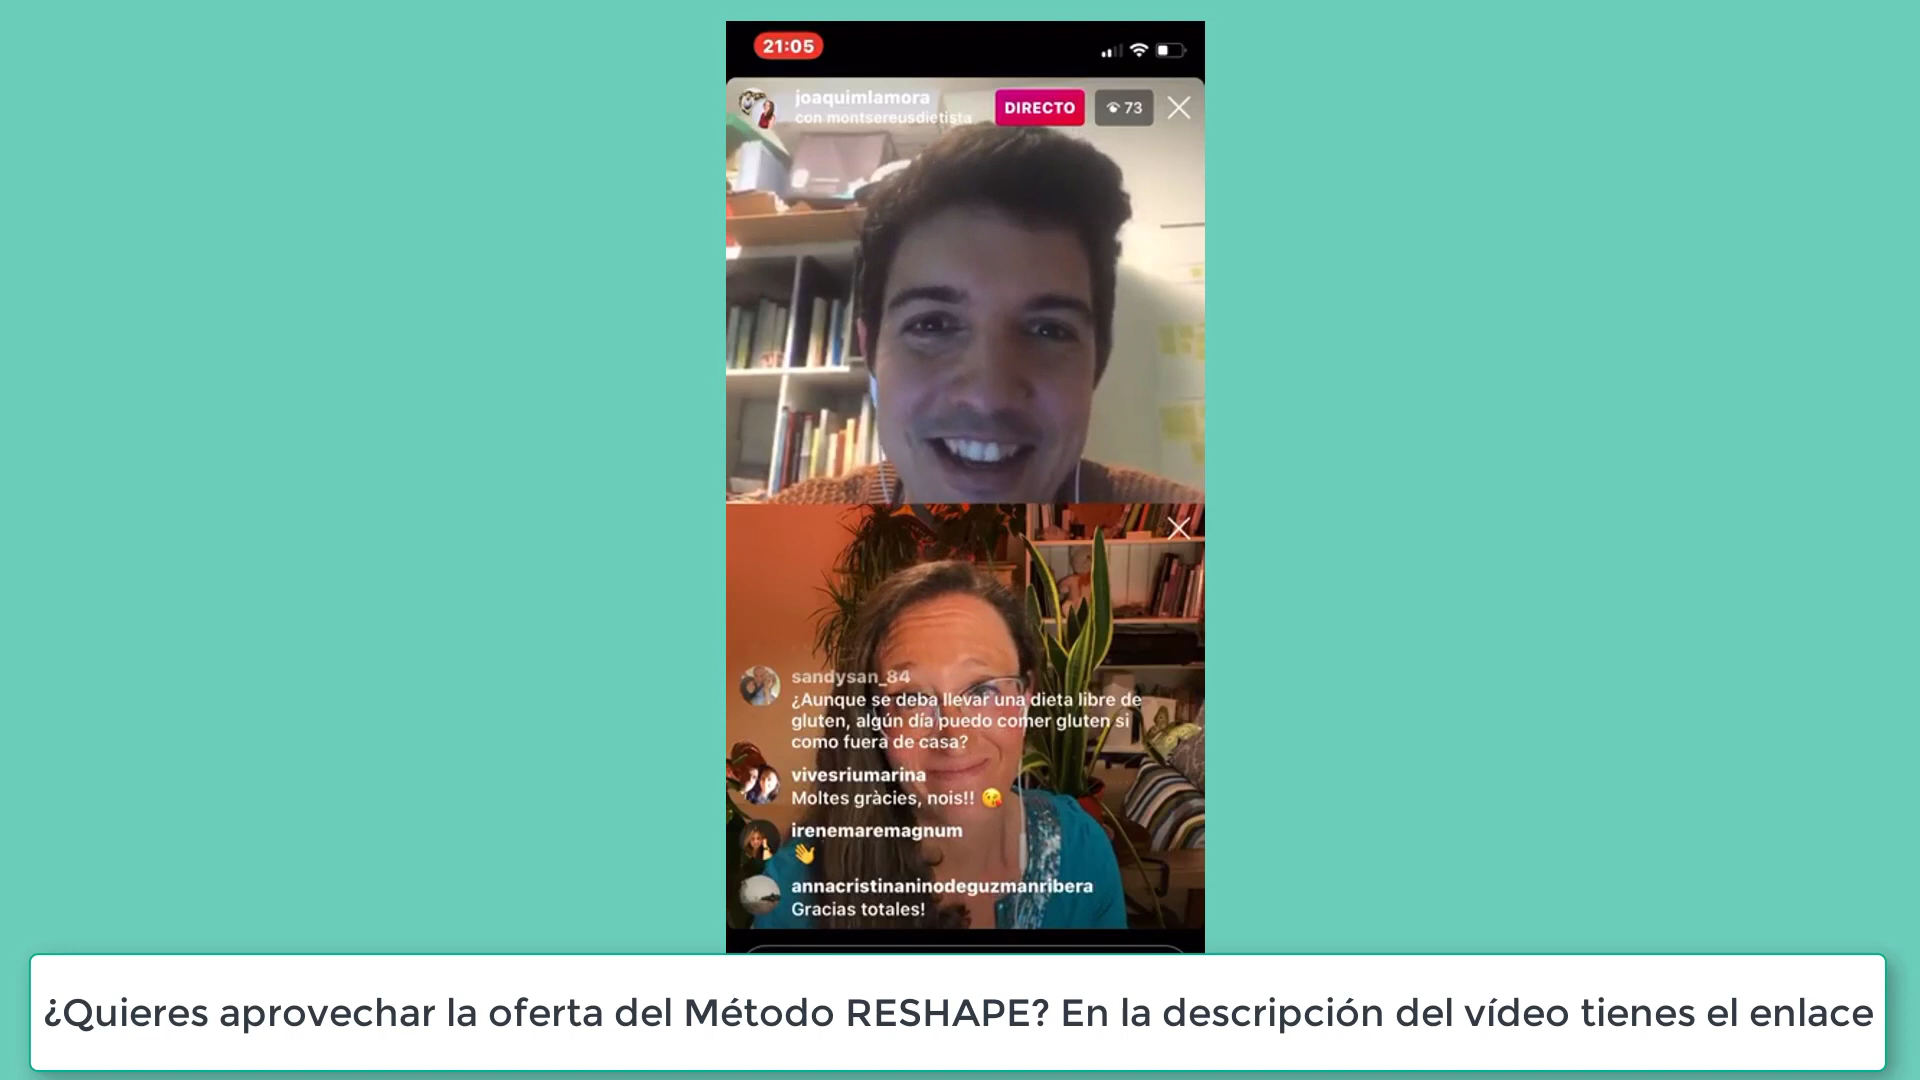 21:05
joaquimlamora
con montsereusdietista
DIRECTO
73
sandysan_84
¿Aunque se deba llevar una dieta libre de
gluten, algún día puedo comer gluten si
como fuera de casa?
vivesriumarina
Moltes gràcies, nois!! 😘
irenemaremagnum
👋
annacristinaninodeguzmanribera
Gracias totales!
¿Quieres aprovechar la oferta del Método RESHAPE? En la descripción del vídeo tienes el enlace